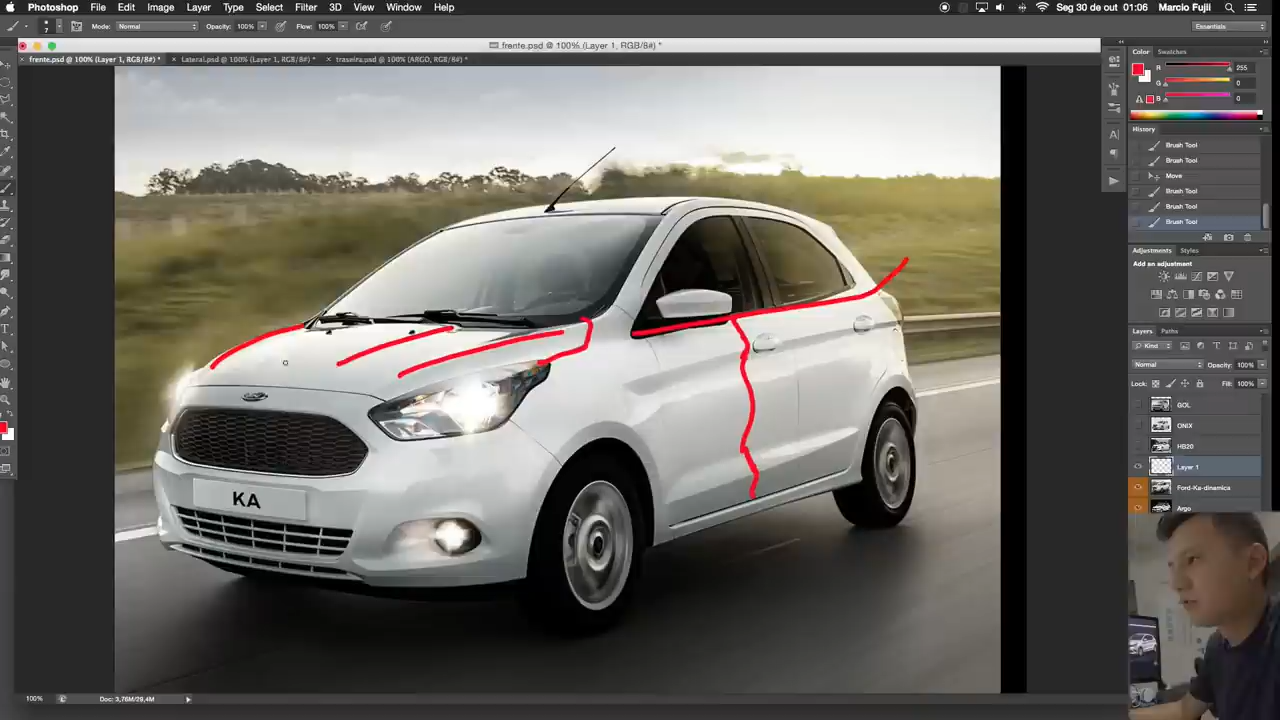 Photoshop File Edit Image Layer Type Select Filter 3D View Window Help Seg 30 de out 01:06 Marcio Fujii
7 Mode: Normal Opacity: 100% Flow: 100% Essentials
frente.psd @ 100% (Layer 1, RGB/8#) *
frente.psd @ 100% (Layer 1, RGB/8#) * Lateral.psd @ 100% (Layer 1, RGB/8#) * traseira.psd @ 100% (ARGO, RGB/8#) *
Color Swatches
R 255
G 0
B 0
History
Brush Tool
Brush Tool
Move
Brush Tool
Brush Tool
Brush Tool
Adjustments Styles
Add an adjustment
Layers Paths
Kind
Normal Opacity: 100%
Lock: Fill: 100%
GOL
ONIX
HB20
Layer 1
Ford-Ka-dinamica
Argo
KA
100% Doc: 3,76M/29,4M